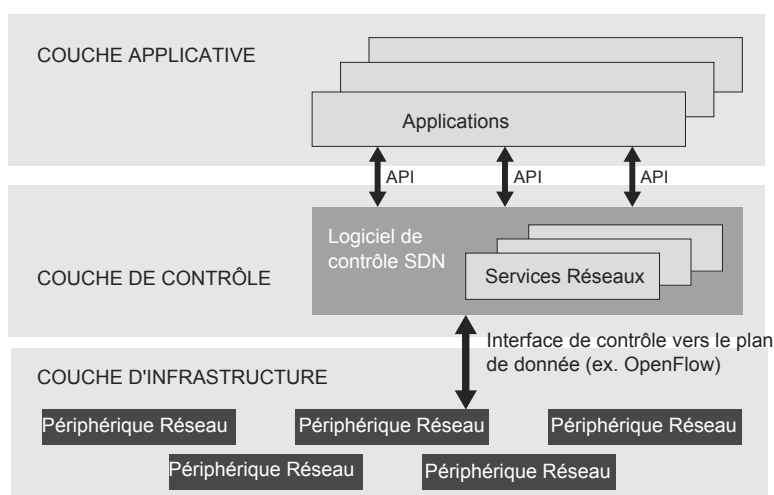 COUCHE APPLICATIVE
Applications
API
API
API
Logiciel de
contrôle SDN
Services Réseaux
COUCHE DE CONTRÔLE
Interface de contrôle vers le plan
de donnée (ex. OpenFlow)
COUCHE D'INFRASTRUCTURE
Périphérique Réseau
Périphérique Réseau
Périphérique Réseau
Périphérique Réseau
Périphérique Réseau